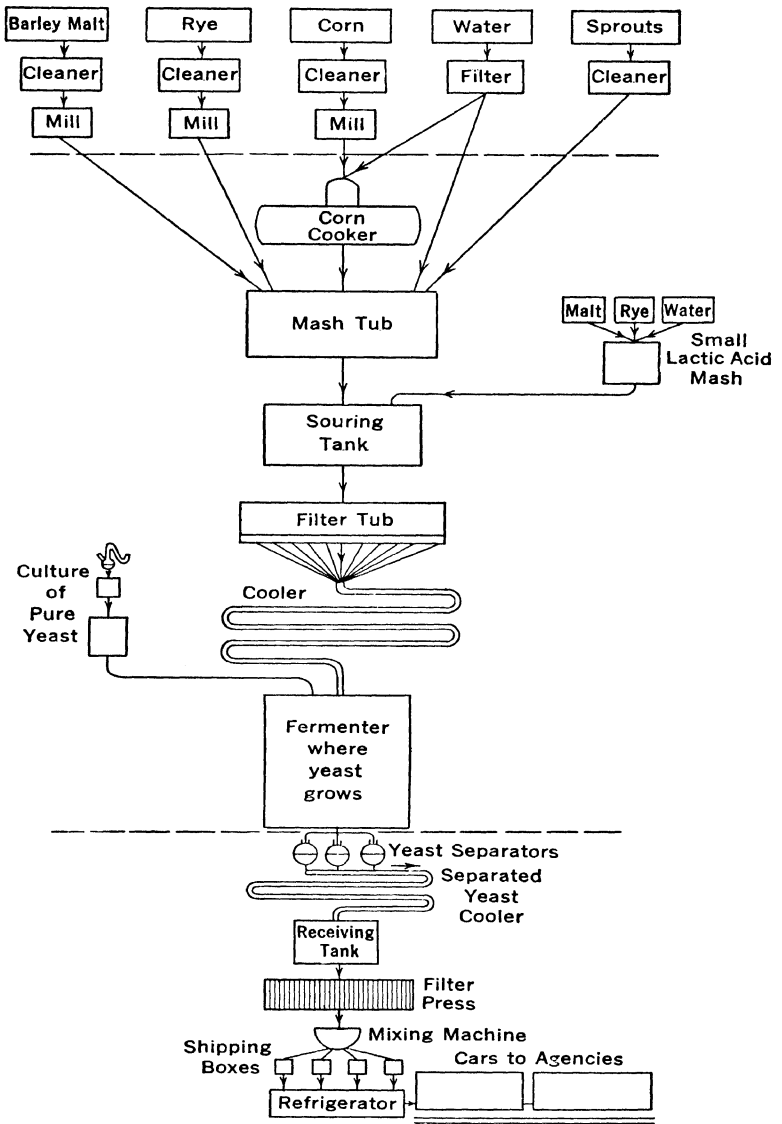 Barley Malt
Rye
Corn
Water
Sprouts
Cleaner
Cleaner
Cleaner
Filter
Cleaner
Mill
Mill
Mill
Corn
Cooker
Mash Tub
Malt
Rye
Water
Small
Lactic Acid
Mash
Souring
Tank
Filter Tub
Culture
of
Pure
Yeast
Cooler
Fermenter
where
yeast
grows
Yeast Separators
Separated
Yeast
Cooler
Receiving
Tank
Filter
Press
Mixing Machine
Shipping
Boxes
Cars to Agencies
Refrigerator